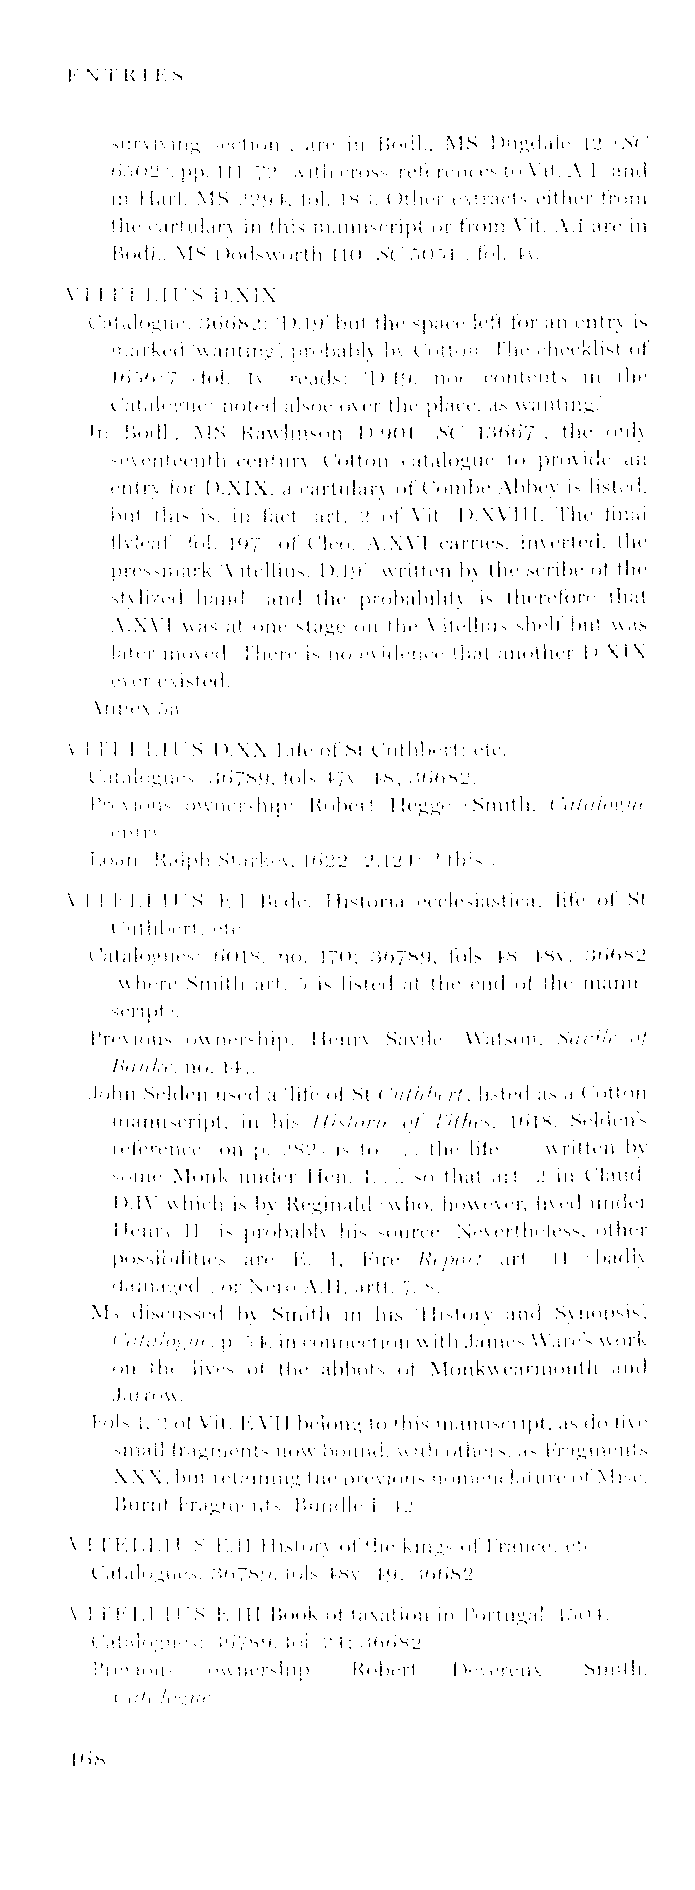 ENTRIES
surviving section, are in Bodl., MS Dugdale 12 (SC
6502), pp. 111–72, with cross-references to Vit. A.I and
in Harl. MS 2294, fol. Other extracts either from
the cartulary in this manuscript or from Vit. A.i are in
Bodl., MS Dodsworth 110 (SC 5051), fol. 4v.
VITELLIUS D.XIX
Catalogue: 36682: 'D.19' but the space left for an entry is
marked 'wanting', probably by Cotton. The checklist of
1656/7 (fol. 4v) reads: 'D.19. noe contents in the
Catalogue: noted alsoe over the place, as wanting.'
In Bodl., MS Rawlinson D.901 (SC 13667), the only
seventeenth-century Cotton catalogue to provide an
entry for D.XIX, a cartulary of Combe Abbey is listed,
but this is, in fact, art. 2 of Vit. D.XVIII. The final
flyleaf (fol. 197) of Cleo. A.XVI carries, inverted, the
pressmark 'Vitellius, D.19' (written by the scribe of the
stylized hand) and the probability is therefore that
A.XVI was at one stage on the Vitellius shelf but was
later moved. There is no evidence that another D.XIX
ever existed.
Annex 5a.
VITELLIUS D.XX Life of St Cuthbert; etc.
Catalogues: 36789, fols 47v–48; 36682.
Previous ownership: Robert Hegge (Smith, Catalogue
entry).
Loan: Ralph Starkey, 1622 (2.124: ? this).
VITELLIUS E.I Bede, Historia ecclesiastica, life of St
Cuthbert, etc.
Catalogues: 6018, no. 170; 36789, fols 48–48v; 36682
(where Smith art. 5 is listed at the end of the manu-
script).
Previous ownership: Henry Savile (Watson, Savile of
Banke, no. 14).
John Selden used a 'life of St Cuthbert', listed as a Cotton
manuscript, in his Historie of Tithes, 1618. Selden's
reference (on p. 282) is to '... the life ... written by
some Monk under Hen. I...' so that art. 2 in Claud.
D.IV which is by Reginald (who, however, lived under
Henry II) is probably his source. Nevertheless, other
possibilities are E. I, Fire Report art. 11 (badly
damaged), or Nero A.II, artt. 7, 8.
Ms discussed by Smith in his 'History and Synopsis',
Catalogue, p. 54, in connection with James Ware's work
on the lives of the abbots of Monkwearmouth and
Jarrow.
Fols 1, 2 of Vit. E.VII belong to this manuscript, as do five
small fragments now bound, with others, as Fragments
XXX, but retaining the previous nomenclature of Misc.
Burnt Fragments, Bundle 1 (42).
VITELLIUS E.II History of the kings of France, etc.
Catalogues: 36789, fols 48v–49; 36682.
VITELLIUS E.III Book of taxation in Portugal, 1504.
Catalogues: 36789, fol. 24; 36682.
Previous ownership: Robert Devereux (Smith,
Catalogue
168